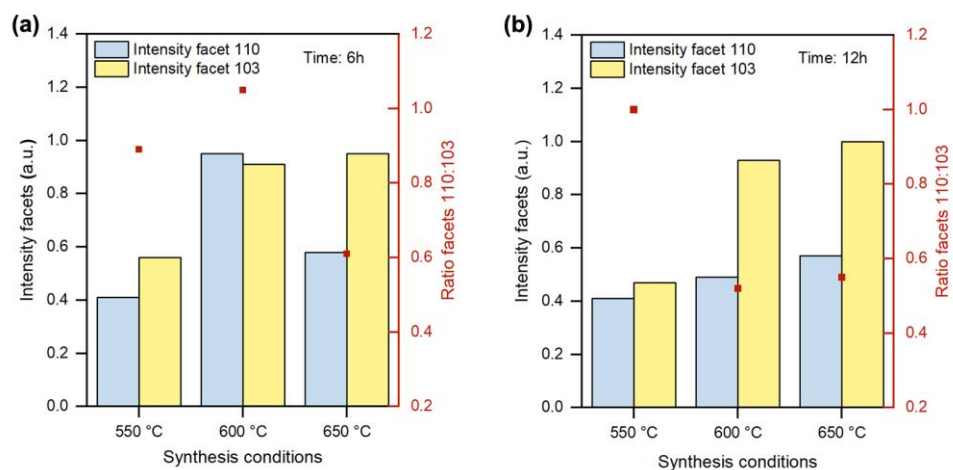 (a)
Intensity facet 110
Intensity facet 103
Time: 6h
1.4
1.2
1.0
0.8
0.6
0.4
0.2
0.0
Intensity facets (a.u.)
1.2
1.0
0.8
0.6
0.4
0.2
Ratio facets 110:103
550 °C
600 °C
650 °C
Synthesis conditions
(b)
Intensity facet 110
Intensity facet 103
Time: 12h
1.4
1.2
1.0
0.8
0.6
0.4
0.2
0.0
Intensity facets (a.u.)
1.2
1.0
0.8
0.6
0.4
0.2
Ratio facets 110:103
550 °C
600 °C
650 °C
Synthesis conditions